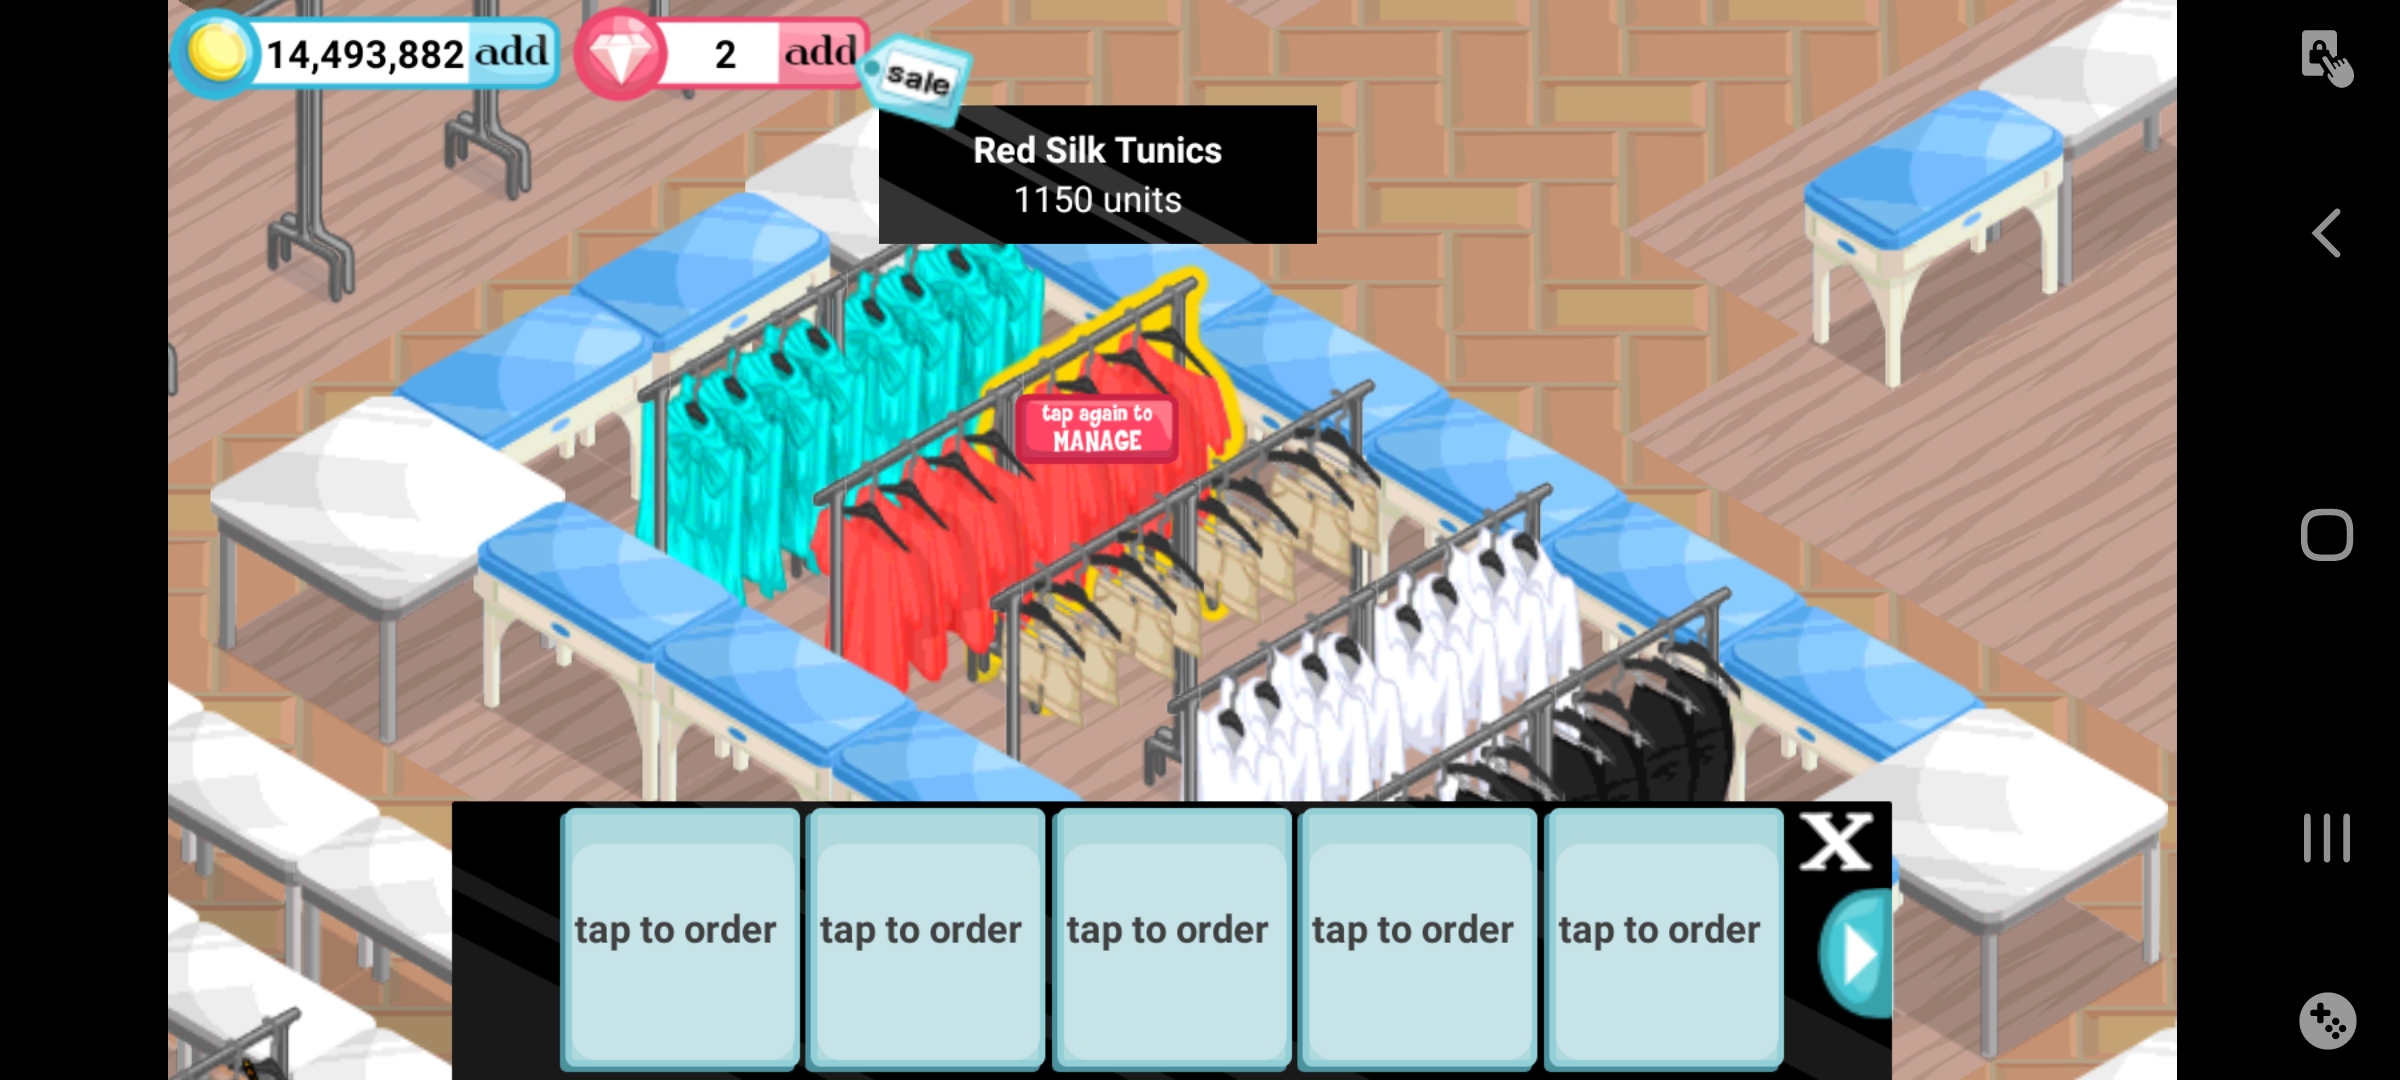 14,493,882 add
2 add
sale
Red Silk Tunics
1150 units
tap again to
MANAGE
X
tap to order
tap to order
tap to order
tap to order
tap to order